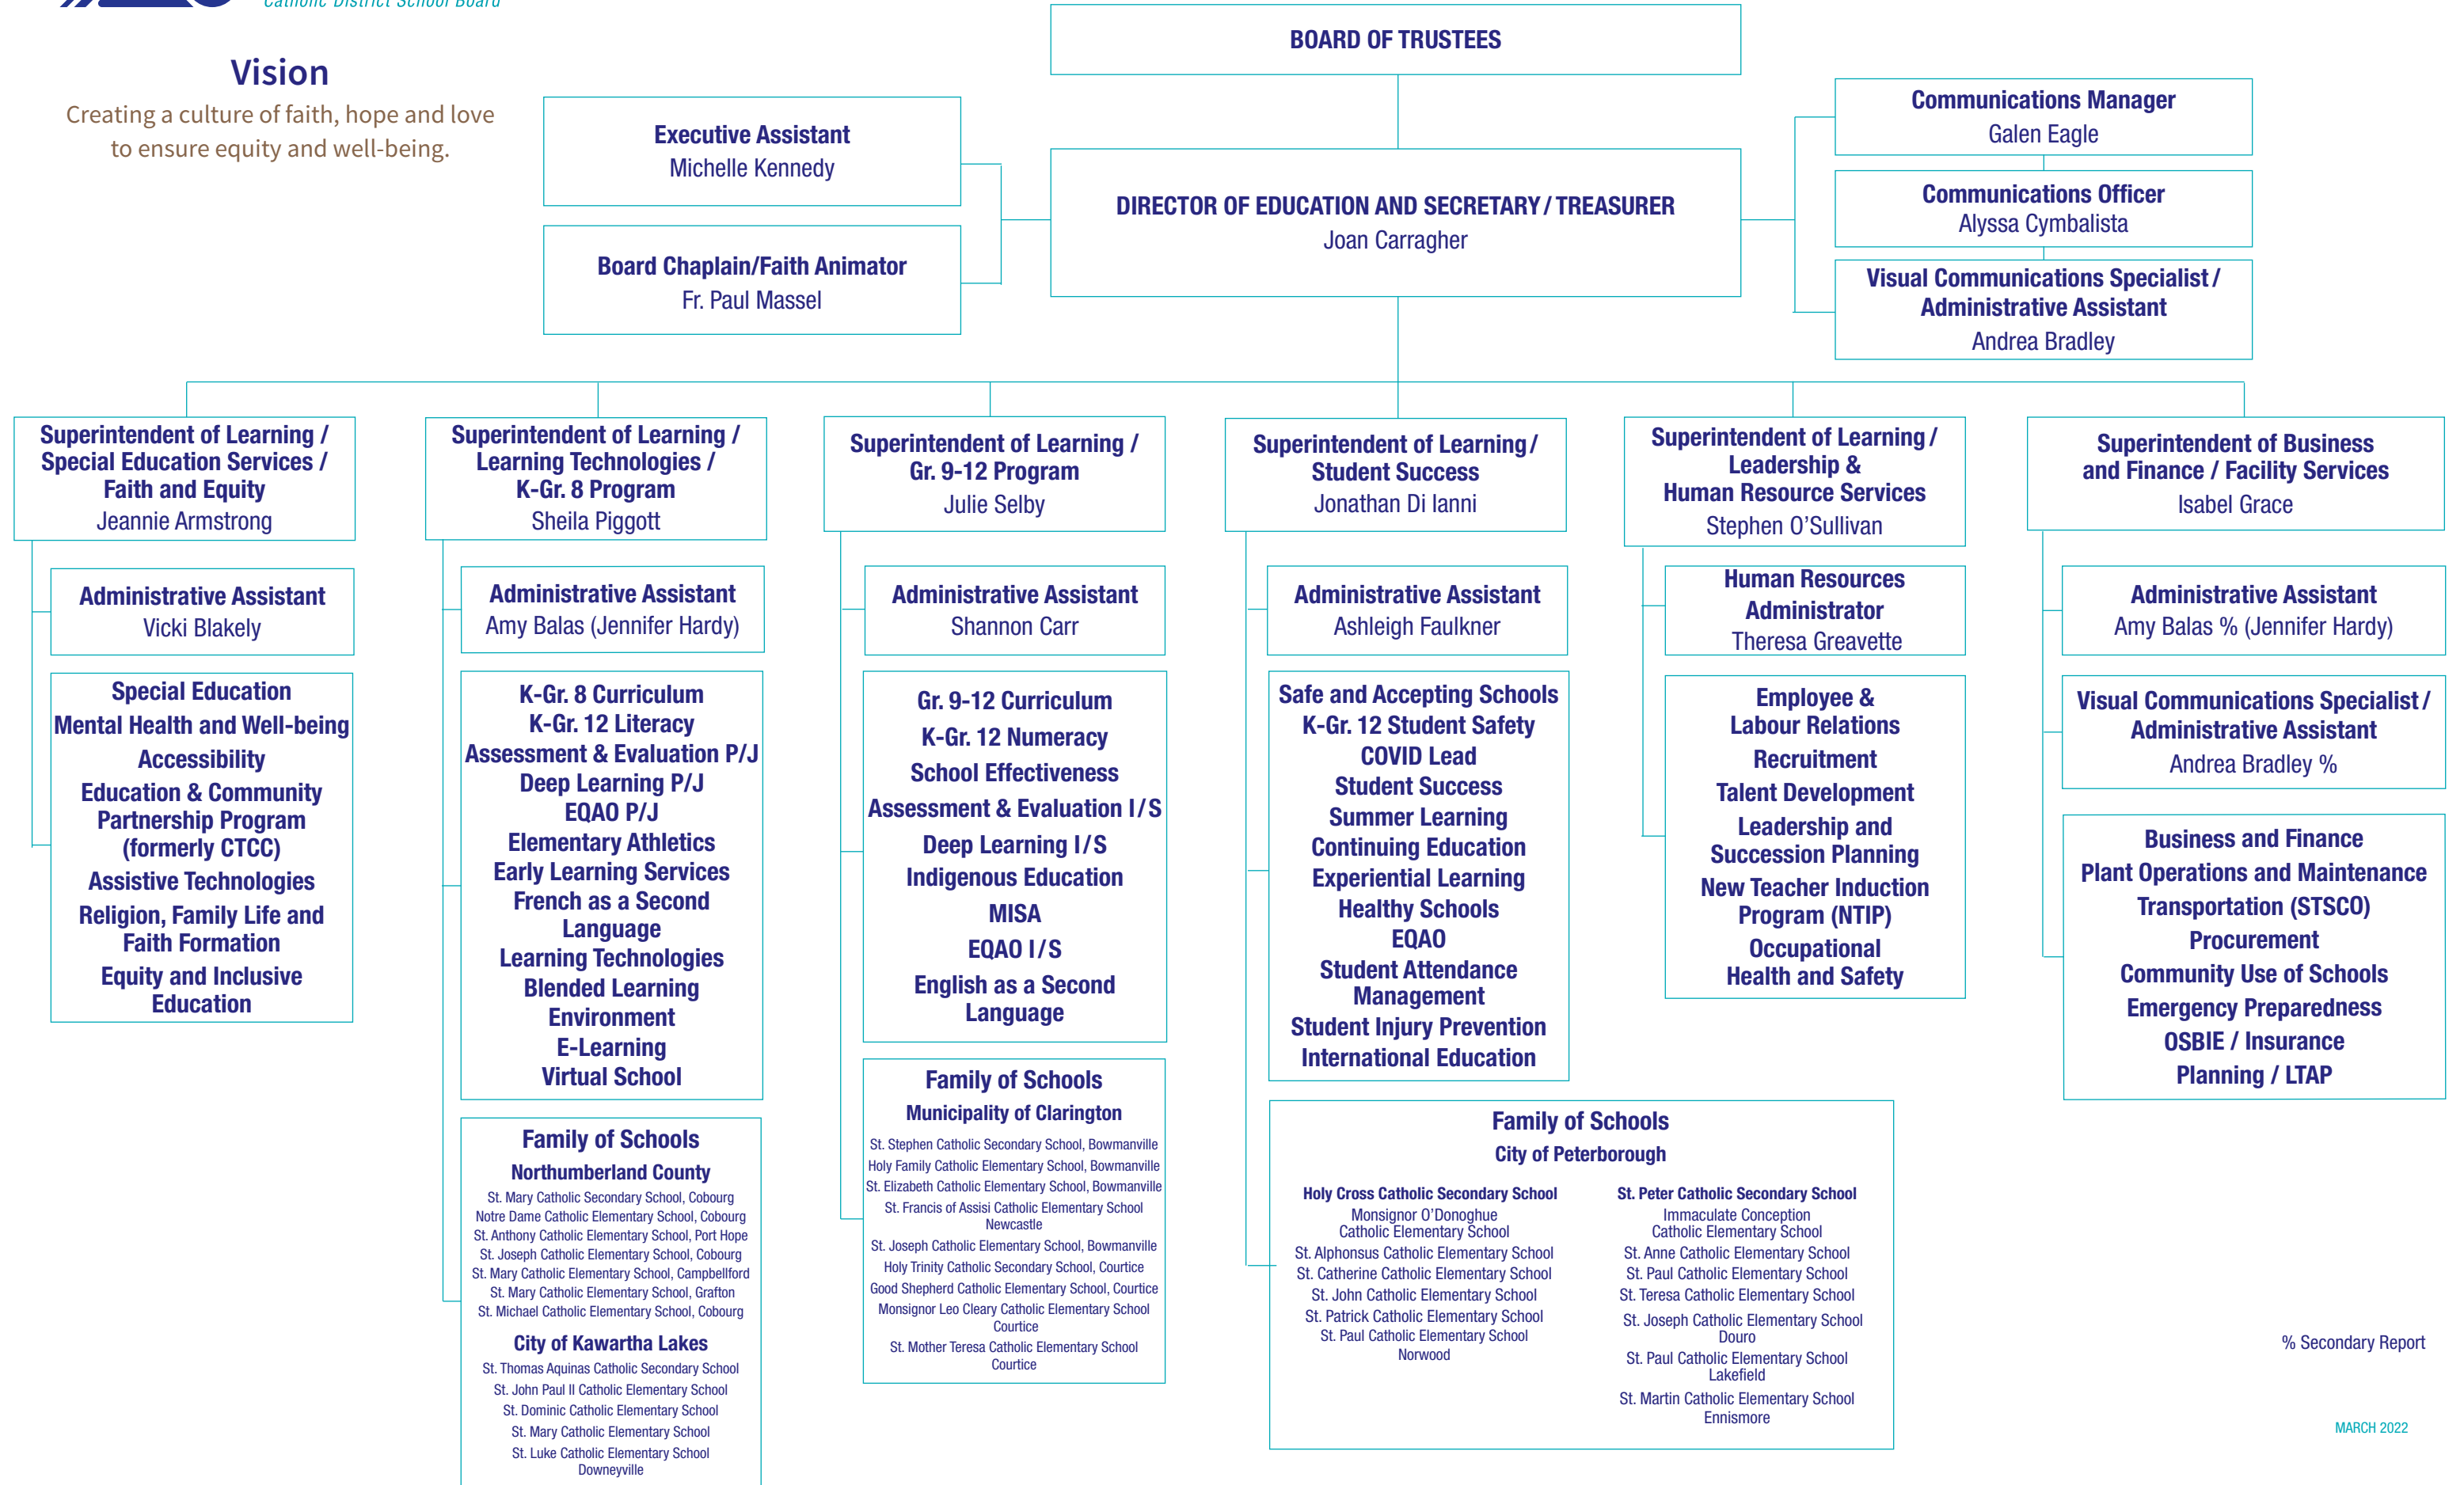 Catholic District School Board
Vision
Creating a culture of faith, hope and love
to ensure equity and well-being.
BOARD OF TRUSTEES
Executive Assistant
Michelle Kennedy
Board Chaplain/Faith Animator
Fr. Paul Massel
DIRECTOR OF EDUCATION AND SECRETARY / TREASURER
Joan Carragher
Communications Manager
Galen Eagle
Communications Officer
Alyssa Cymbalista
Visual Communications Specialist /
Administrative Assistant
Andrea Bradley
Superintendent of Learning /
Special Education Services /
Faith and Equity
Jeannie Armstrong
Administrative Assistant
Vicki Blakely
Special Education
Mental Health and Well-being
Accessibility
Education & Community
Partnership Program
(formerly CTCC)
Assistive Technologies
Religion, Family Life and
Faith Formation
Equity and Inclusive
Education
Superintendent of Learning /
Learning Technologies /
K-Gr. 8 Program
Sheila Piggott
Administrative Assistant
Amy Balas (Jennifer Hardy)
K-Gr. 8 Curriculum
K-Gr. 12 Literacy
Assessment & Evaluation P/J
Deep Learning P/J
EQAO P/J
Elementary Athletics
Early Learning Services
French as a Second
Language
Learning Technologies
Blended Learning
Environment
E-Learning
Virtual School
Family of Schools
Northumberland County
St. Mary Catholic Secondary School, Cobourg
Notre Dame Catholic Elementary School, Cobourg
St. Anthony Catholic Elementary School, Port Hope
St. Joseph Catholic Elementary School, Cobourg
St. Mary Catholic Elementary School, Campbellford
St. Mary Catholic Elementary School, Grafton
St. Michael Catholic Elementary School, Cobourg
City of Kawartha Lakes
St. Thomas Aquinas Catholic Secondary School
St. John Paul II Catholic Elementary School
St. Dominic Catholic Elementary School
St. Mary Catholic Elementary School
St. Luke Catholic Elementary School
Downeyville
Superintendent of Learning /
Gr. 9-12 Program
Julie Selby
Administrative Assistant
Shannon Carr
Gr. 9-12 Curriculum
K-Gr. 12 Numeracy
School Effectiveness
Assessment & Evaluation I/S
Deep Learning I/S
Indigenous Education
MISA
EQAO I/S
English as a Second
Language
Family of Schools
Municipality of Clarington
St. Stephen Catholic Secondary School, Bowmanville
Holy Family Catholic Elementary School, Bowmanville
St. Elizabeth Catholic Elementary School, Bowmanville
St. Francis of Assisi Catholic Elementary School
Newcastle
St. Joseph Catholic Elementary School, Bowmanville
Holy Trinity Catholic Secondary School, Courtice
Good Shepherd Catholic Elementary School, Courtice
Monsignor Leo Cleary Catholic Elementary School
Courtice
St. Mother Teresa Catholic Elementary School
Courtice
Superintendent of Learning /
Student Success
Jonathan Di Ianni
Administrative Assistant
Ashleigh Faulkner
Safe and Accepting Schools
K-Gr. 12 Student Safety
COVID Lead
Student Success
Summer Learning
Continuing Education
Experiential Learning
Healthy Schools
EQAO
Student Attendance
Management
Student Injury Prevention
International Education
Family of Schools
City of Peterborough
Holy Cross Catholic Secondary School
Monsignor O'Donoghue
Catholic Elementary School
St. Alphonsus Catholic Elementary School
St. Catherine Catholic Elementary School
St. John Catholic Elementary School
St. Patrick Catholic Elementary School
St. Paul Catholic Elementary School
Norwood
St. Peter Catholic Secondary School
Immaculate Conception
Catholic Elementary School
St. Anne Catholic Elementary School
St. Paul Catholic Elementary School
St. Teresa Catholic Elementary School
St. Joseph Catholic Elementary School
Douro
St. Paul Catholic Elementary School
Lakefield
St. Martin Catholic Elementary School
Ennismore
Superintendent of Learning /
Leadership &
Human Resource Services
Stephen O'Sullivan
Human Resources
Administrator
Theresa Greavette
Employee &
Labour Relations
Recruitment
Talent Development
Leadership and
Succession Planning
New Teacher Induction
Program (NTIP)
Occupational
Health and Safety
Superintendent of Business
and Finance / Facility Services
Isabel Grace
Administrative Assistant
Amy Balas % (Jennifer Hardy)
Visual Communications Specialist /
Administrative Assistant
Andrea Bradley %
Business and Finance
Plant Operations and Maintenance
Transportation (STSCO)
Procurement
Community Use of Schools
Emergency Preparedness
OSBIE / Insurance
Planning / LTAP
% Secondary Report
MARCH 2022